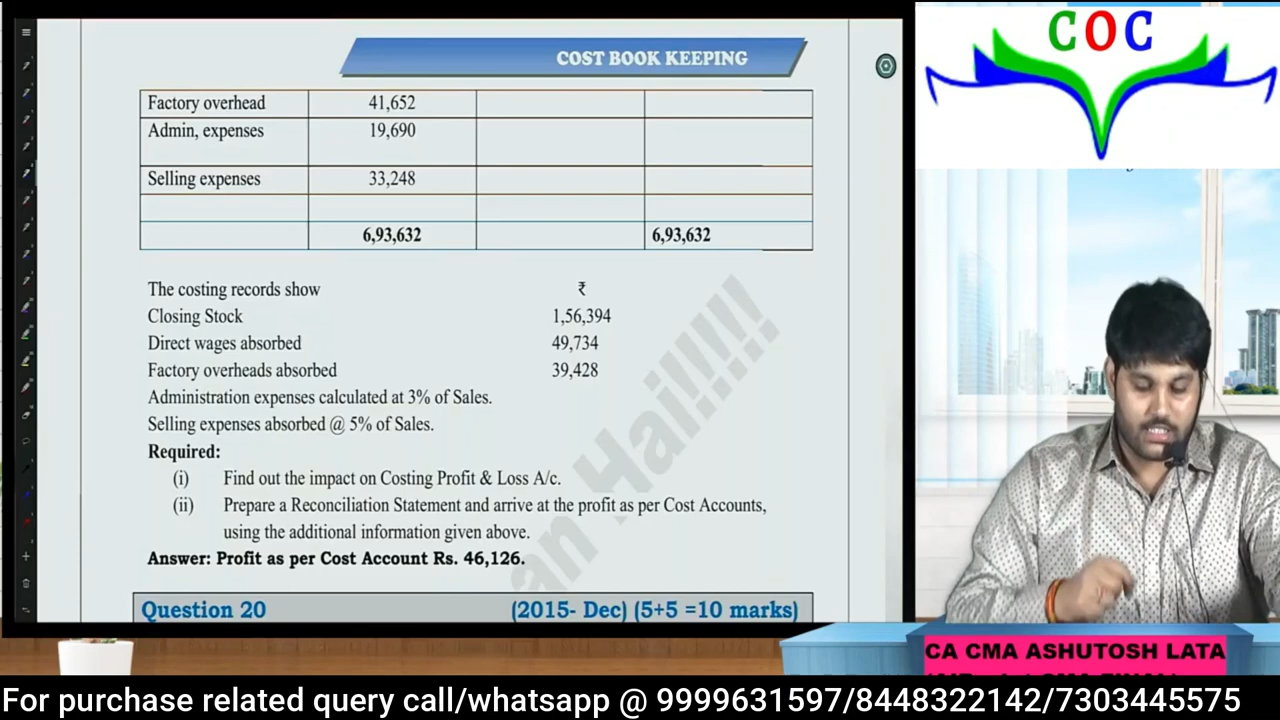 COC
COST BOOK KEEPING
Factory overhead 41,652
Admin, expenses 19,690
Selling expenses 33,248
6,93,632 6,93,632
The costing records show ₹
Closing Stock 1,56,394
Direct wages absorbed 49,734
Factory overheads absorbed 39,428
Administration expenses calculated at 3% of Sales.
Selling expenses absorbed @ 5% of Sales.
Required:
(i) Find out the impact on Costing Profit & Loss A/c.
(ii) Prepare a Reconciliation Statement and arrive at the profit as per Cost Accounts,
using the additional information given above.
Answer: Profit as per Cost Account Rs. 46,126.
Question 20 (2015- Dec) (5+5 =10 marks)
CA CMA ASHUTOSH LATA
For purchase related query call/whatsapp @ 9999631597/8448322142/7303445575